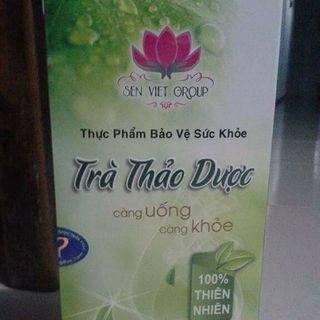 SEN VIET GROUP
Thực Phẩm Bảo Vệ Sức Khỏe
Trà Thảo Dược
càng uống
càng khỏe
100%
THIÊN
NHIÊN